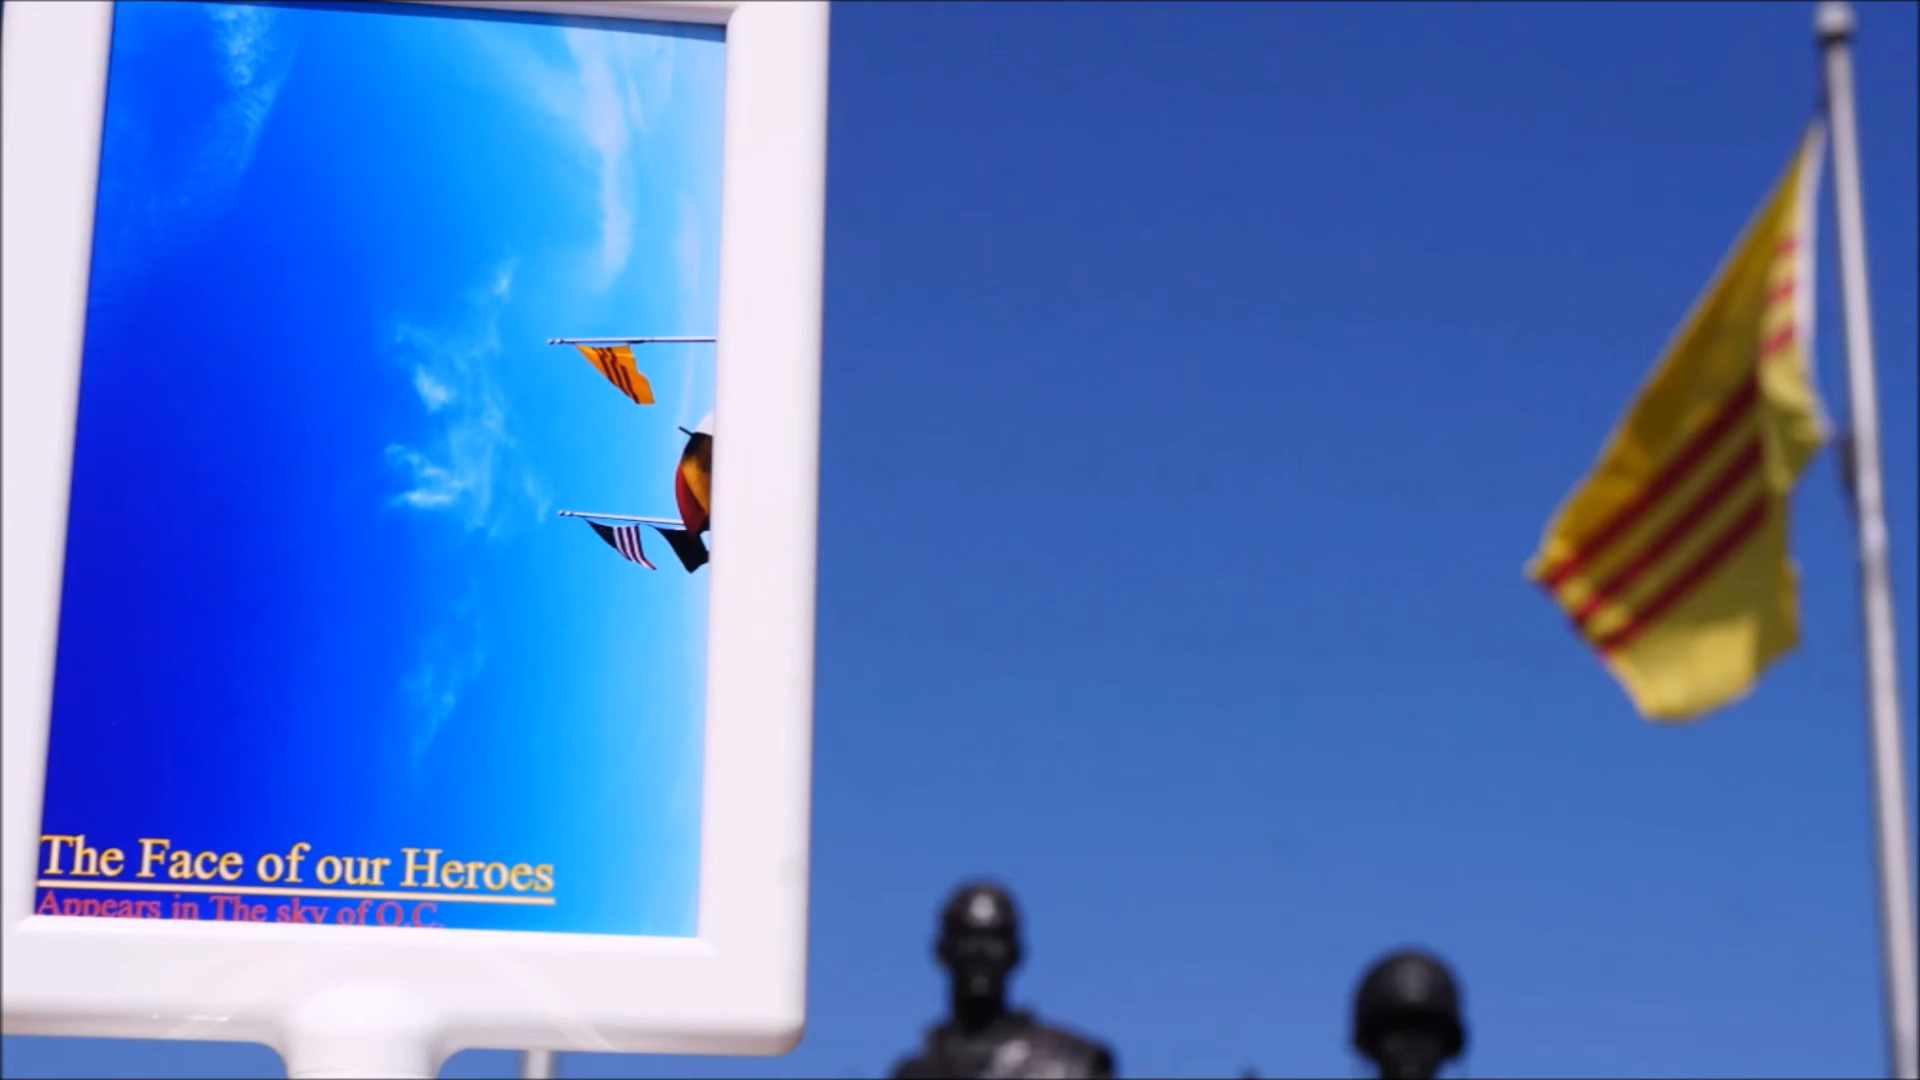 The Face of our Heroes
Appears in The sky of O.C.